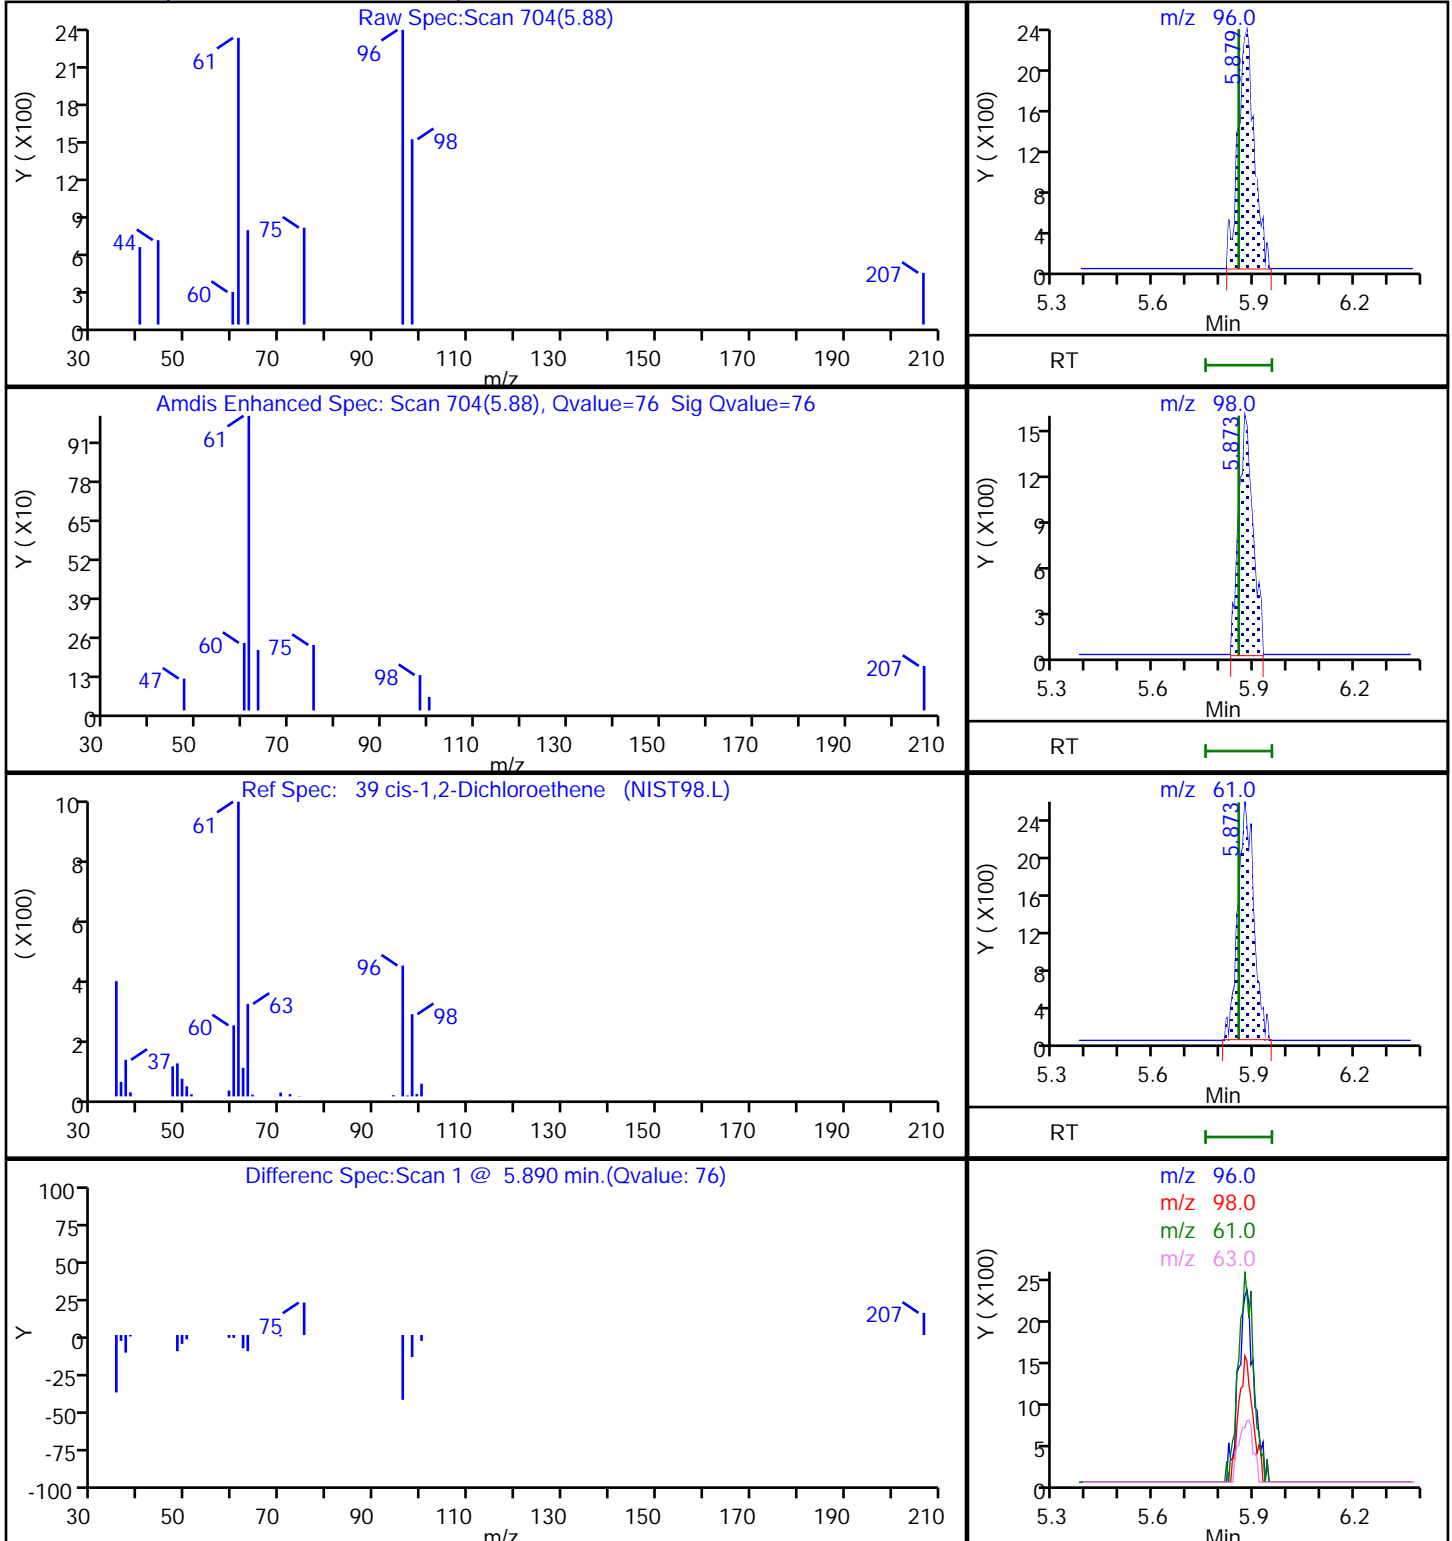 Raw Spec:Scan 704(5.88)
Y ( X100)
24
21
18
15
12
9
6
3
0
61
96
98
44
60
75
207
30 50 70 90 110 130 150 170 190 210
m/z
m/z 96.0
Y ( X100)
24
20
16
12
8
4
0
5.879
5.3 5.6 5.9 6.2
Min
RT
Amdis Enhanced Spec: Scan 704(5.88), Qvalue=76 Sig Qvalue=76
Y ( X10)
91
78
65
52
39
26
13
0
61
60
75
47
98
207
30 50 70 90 110 130 150 170 190 210
m/z
m/z 98.0
Y ( X100)
15
12
9
6
3
0
5.873
5.3 5.6 5.9 6.2
Min
RT
Ref Spec: 39 cis-1,2-Dichloroethene (NIST98.L)
( X100)
10
8
6
4
2
0
61
96
63
60
98
37
30 50 70 90 110 130 150 170 190 210
m/z 61.0
Y ( X100)
24
20
16
12
8
4
0
5.873
5.3 5.6 5.9 6.2
Min
RT
Differenc Spec:Scan 1 @ 5.890 min.(Qvalue: 76)
Y
100
75
50
25
0
-25
-50
-75
-100
75
207
30 50 70 90 110 130 150 170 190 210
m/z
m/z 96.0
m/z 98.0
m/z 61.0
m/z 63.0
Y ( X100)
25
20
15
10
5
0
5.3 5.6 5.9 6.2
Min